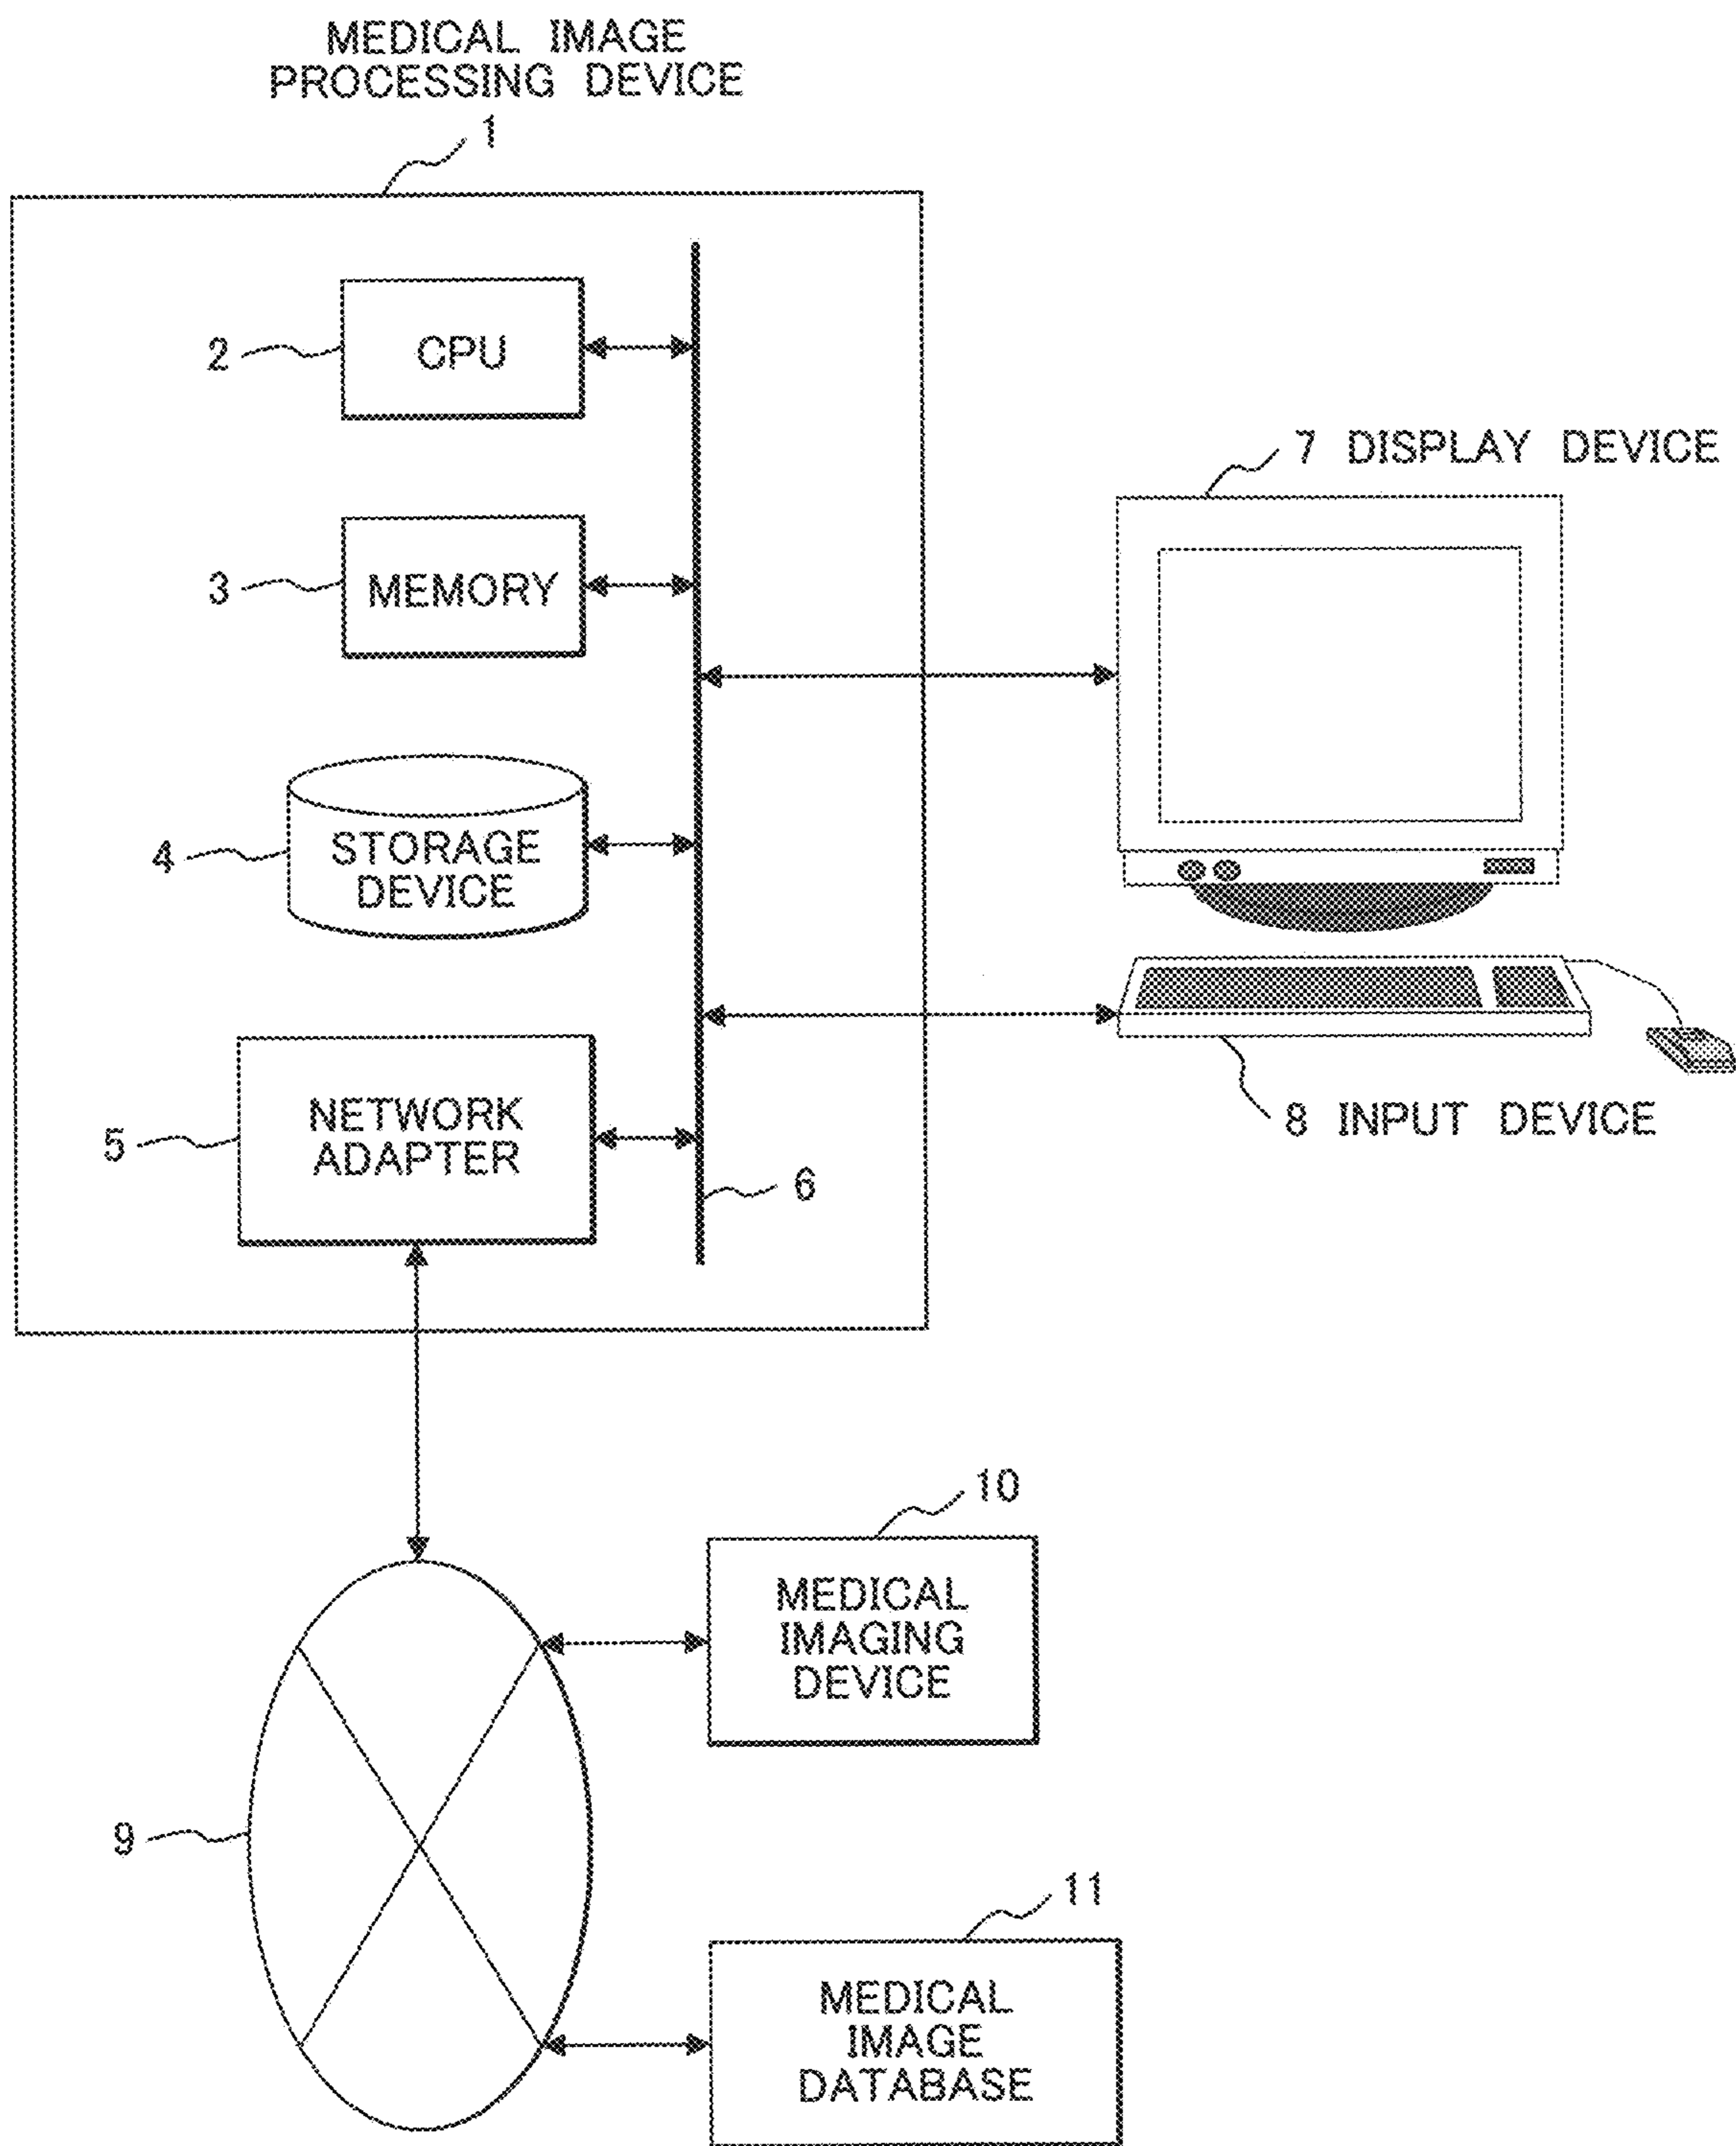 MEDICAL IMAGE
PROCESSING DEVICE
1
2
CPU
7 DISPLAY DEVICE
3
MEMORY
4
STORAGE
DEVICE
5
NETWORK
ADAPTER
8 INPUT DEVICE
6
10
MEDICAL
IMAGING
DEVICE
9
11
MEDICAL
IMAGE
DATABASE